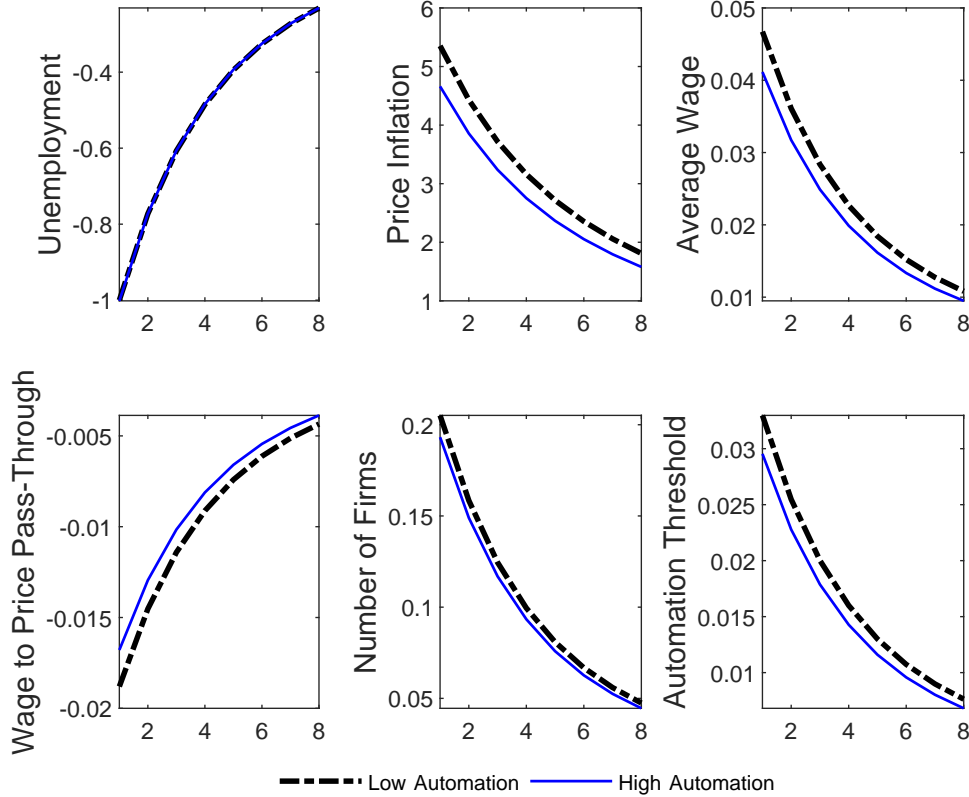 Unemployment
-0.4
-0.6
-0.8
-1
2 4 6 8
Price Inflation
6
5
4
3
2
1
2 4 6 8
Average Wage
0.05
0.04
0.03
0.02
0.01
2 4 6 8
Wage to Price Pass-Through
-0.005
-0.01
-0.015
-0.02
2 4 6 8
Number of Firms
0.2
0.15
0.1
0.05
2 4 6 8
Automation Threshold
0.03
0.025
0.02
0.015
0.01
2 4 6 8
Low Automation High Automation